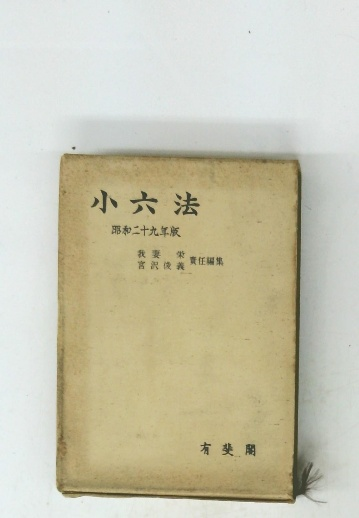 小六法
昭和二十九年版
我妻栄
宮沢俊義
責任編集
有斐閣